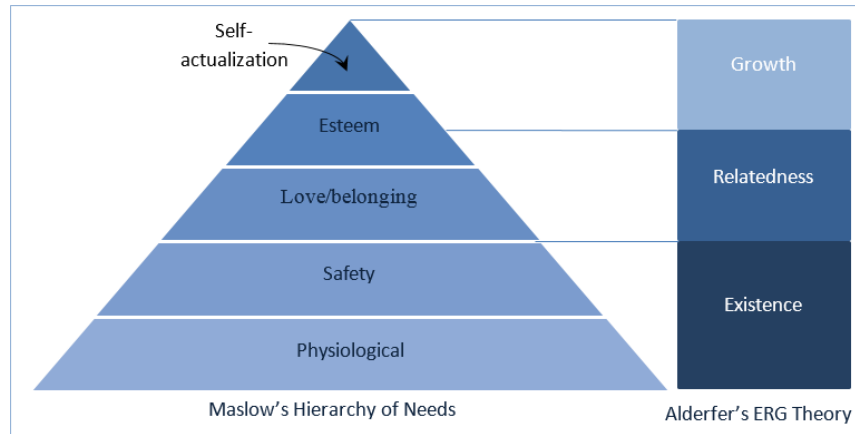 Self-
actualization
Growth
Esteem
Relatedness
Love/belonging
Safety
Existence
Physiological
Maslow's Hierarchy of Needs
Alderfer's ERG Theory